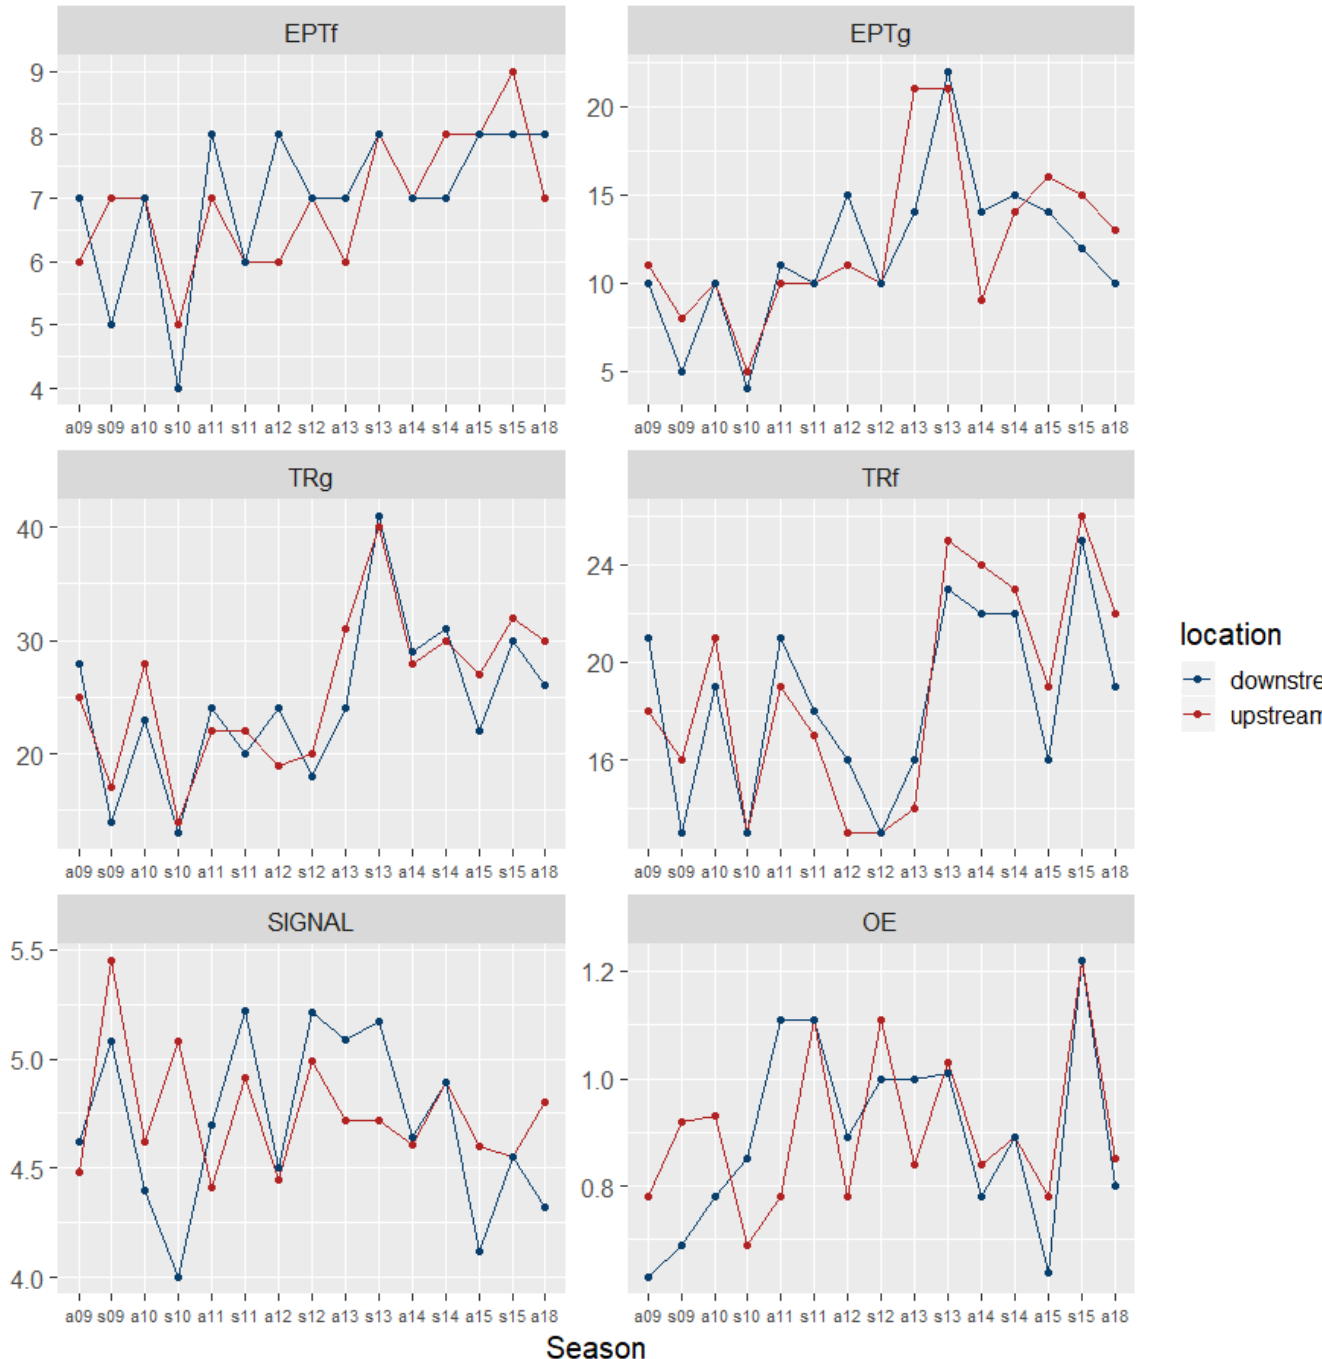 EPTf EPTg
9
8
7
6
5
4
20
15
10
5
a09 s09 a10 s10 a11 s11 a12 s12 a13 s13 a14 s14 a15 s15 a18
a09 s09 a10 s10 a11 s11 a12 s12 a13 s13 a14 s14 a15 s15 a18
TRg TRf
40
30
20
24
20
16
a09 s09 a10 s10 a11 s11 a12 s12 a13 s13 a14 s14 a15 s15 a18
a09 s09 a10 s10 a11 s11 a12 s12 a13 s13 a14 s14 a15 s15 a18
SIGNAL OE
5.5
5.0
4.5
4.0
1.2
1.0
0.8
a09 s09 a10 s10 a11 s11 a12 s12 a13 s13 a14 s14 a15 s15 a18
a09 s09 a10 s10 a11 s11 a12 s12 a13 s13 a14 s14 a15 s15 a18
Season
location
downstre
upstream